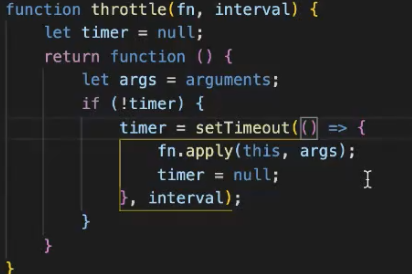 function throttle(fn, interval) {
    let timer = null;
    return function () {
        let args = arguments;
        if (!timer) {
            timer = setTimeout(() => {
                fn.apply(this, args);
                timer = null;
            }, interval);
        }
    }
}